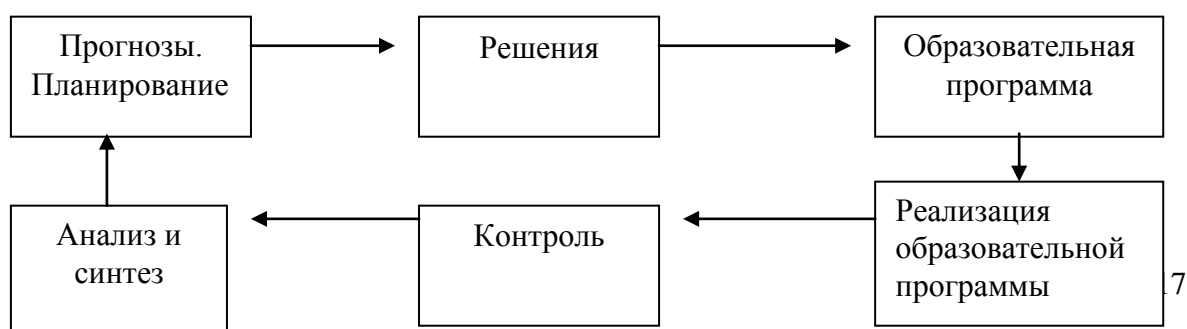 Прогнозы.
Планирование
Решения
Образовательная
программа
Анализ и
синтез
Контроль
Реализация
образовательной
программы
17